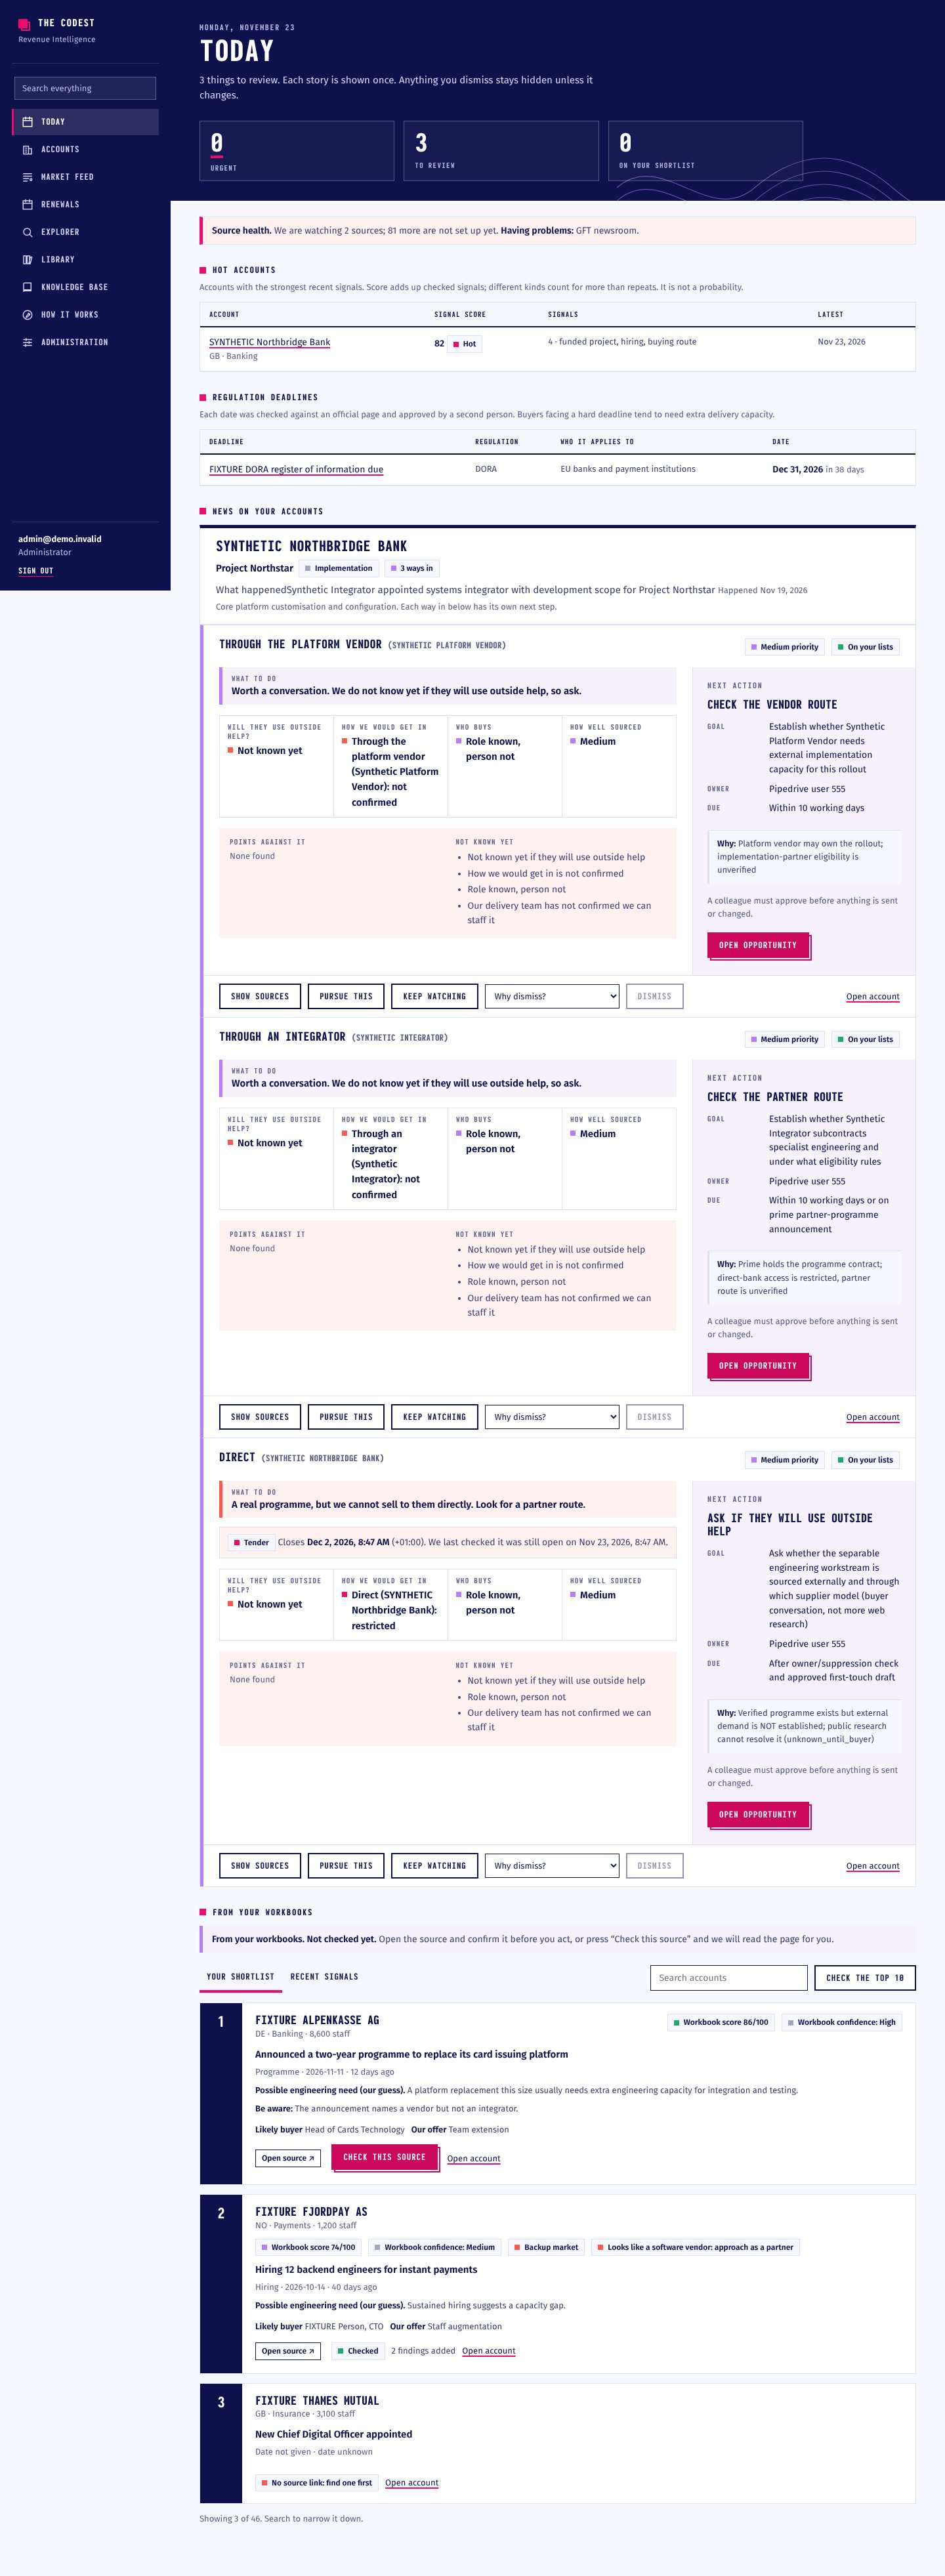 THE CODEST
Revenue Intelligence
Search everything
TODAY
ACCOUNTS
MARKET FEED
RENEWALS
EXPLORER
LIBRARY
KNOWLEDGE BASE
HOW IT WORKS
ADMINISTRATION
admin@demo.invalid
Administrator
SIGN OUT
MONDAY, NOVEMBER 23
TODAY
3 things to review. Each story is shown once. Anything you dismiss stays hidden unless it
changes.
0
URGENT
3
TO REVIEW
0
ON YOUR SHORTLIST
Source health. We are watching 2 sources; 81 more are not set up yet. Having problems: GFT newsroom.
HOT ACCOUNTS
Accounts with the strongest recent signals. Score adds up checked signals; different kinds count for more than repeats. It is not a probability.
ACCOUNT SIGNAL SCORE SIGNALS LATEST
SYNTHETIC Northbridge Bank 82 Hot 4 · funded project, hiring, buying route Nov 23, 2026
GB · Banking
REGULATION DEADLINES
Each date was checked against an official page and approved by a second person. Buyers facing a hard deadline tend to need extra delivery capacity.
DEADLINE REGULATION WHO IT APPLIES TO DATE
FIXTURE DORA register of information due DORA EU banks and payment institutions Dec 31, 2026 in 38 days
NEWS ON YOUR ACCOUNTS
SYNTHETIC NORTHBRIDGE BANK
Project Northstar Implementation 3 ways in
What happenedSynthetic Integrator appointed systems integrator with development scope for Project Northstar Happened Nov 19, 2026
Core platform customisation and configuration. Each way in below has its own next step.
THROUGH THE PLATFORM VENDOR (SYNTHETIC PLATFORM VENDOR) Medium priority On your lists
WHAT TO DO
Worth a conversation. We do not know yet if they will use outside help, so ask.
WILL THEY USE OUTSIDE
HELP?
Not known yet
HOW WE WOULD GET IN
Through the
platform vendor
(Synthetic Platform
Vendor): not
confirmed
WHO BUYS
Role known,
person not
HOW WELL SOURCED
Medium
POINTS AGAINST IT
None found
NOT KNOWN YET
• Not known yet if they will use outside help
• How we would get in is not confirmed
• Role known, person not
• Our delivery team has not confirmed we can
staff it
NEXT ACTION
CHECK THE VENDOR ROUTE
GOAL Establish whether Synthetic
Platform Vendor needs
external implementation
capacity for this rollout
OWNER Pipedrive user 555
DUE Within 10 working days
Why: Platform vendor may own the rollout;
implementation-partner eligibility is
unverified
A colleague must approve before anything is sent
or changed.
OPEN OPPORTUNITY
SHOW SOURCES PURSUE THIS KEEP WATCHING Why dismiss? DISMISS Open account
THROUGH AN INTEGRATOR (SYNTHETIC INTEGRATOR) Medium priority On your lists
WHAT TO DO
Worth a conversation. We do not know yet if they will use outside help, so ask.
WILL THEY USE OUTSIDE
HELP?
Not known yet
HOW WE WOULD GET IN
Through an
integrator
(Synthetic
Integrator): not
confirmed
WHO BUYS
Role known,
person not
HOW WELL SOURCED
Medium
POINTS AGAINST IT
None found
NOT KNOWN YET
• Not known yet if they will use outside help
• How we would get in is not confirmed
• Role known, person not
• Our delivery team has not confirmed we can
staff it
NEXT ACTION
CHECK THE PARTNER ROUTE
GOAL Establish whether Synthetic
Integrator subcontracts
specialist engineering and
under what eligibility rules
OWNER Pipedrive user 555
DUE Within 10 working days or on
prime partner-programme
announcement
Why: Prime holds the programme contract;
direct-bank access is restricted, partner
route is unverified
A colleague must approve before anything is sent
or changed.
OPEN OPPORTUNITY
SHOW SOURCES PURSUE THIS KEEP WATCHING Why dismiss? DISMISS Open account
DIRECT (SYNTHETIC NORTHBRIDGE BANK) Medium priority On your lists
WHAT TO DO
A real programme, but we cannot sell to them directly. Look for a partner route.
Tender Closes Dec 2, 2026, 8:47 AM (+01:00). We last checked it was still open on Nov 23, 2026, 8:47 AM.
WILL THEY USE OUTSIDE
HELP?
Not known yet
HOW WE WOULD GET IN
Direct (SYNTHETIC
Northbridge Bank):
restricted
WHO BUYS
Role known,
person not
HOW WELL SOURCED
Medium
POINTS AGAINST IT
None found
NOT KNOWN YET
• Not known yet if they will use outside help
• Role known, person not
• Our delivery team has not confirmed we can
staff it
NEXT ACTION
ASK IF THEY WILL USE OUTSIDE
HELP
GOAL Ask whether the separable
engineering workstream is
sourced externally and through
which supplier model (buyer
conversation, not more web
research)
OWNER Pipedrive user 555
DUE After owner/suppression check
and approved first-touch draft
Why: Verified programme exists but external
demand is NOT established; public research
cannot resolve it (unknown_until_buyer)
A colleague must approve before anything is sent
or changed.
OPEN OPPORTUNITY
SHOW SOURCES PURSUE THIS KEEP WATCHING Why dismiss? DISMISS Open account
FROM YOUR WORKBOOKS
From your workbooks. Not checked yet. Open the source and confirm it before you act, or press “Check this source” and we will read the page for you.
YOUR SHORTLIST RECENT SIGNALS Search accounts CHECK THE TOP 10
1
FIXTURE ALPENKASSE AG Workbook score 86/100 Workbook confidence: High
DE · Banking · 8,600 staff
Announced a two-year programme to replace its card issuing platform
Programme · 2026-11-11 · 12 days ago
Possible engineering need (our guess). A platform replacement this size usually needs extra engineering capacity for integration and testing.
Be aware: The announcement names a vendor but not an integrator.
Likely buyer Head of Cards Technology Our offer Team extension
Open source ↗ CHECK THIS SOURCE Open account
2
FIXTURE FJORDPAY AS
NO · Payments · 1,200 staff
Workbook score 74/100 Workbook confidence: Medium Backup market Looks like a software vendor: approach as a partner
Hiring 12 backend engineers for instant payments
Hiring · 2026-10-14 · 40 days ago
Possible engineering need (our guess). Sustained hiring suggests a capacity gap.
Likely buyer FIXTURE Person, CTO Our offer Staff augmentation
Open source ↗ Checked 2 findings added Open account
3
FIXTURE THAMES MUTUAL
GB · Insurance · 3,100 staff
New Chief Digital Officer appointed
Date not given · date unknown
No source link: find one first Open account
Showing 3 of 46. Search to narrow it down.